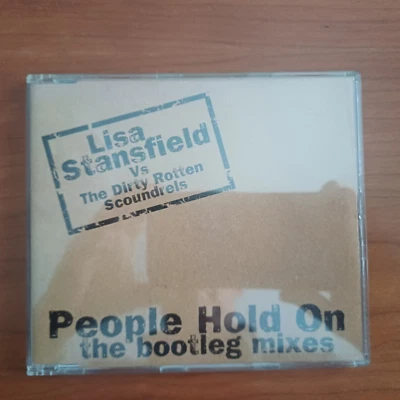 Lisa
Stansfield
Vs
The Dirty Rotten
Scoundrels
People Hold On
the bootleg mixes